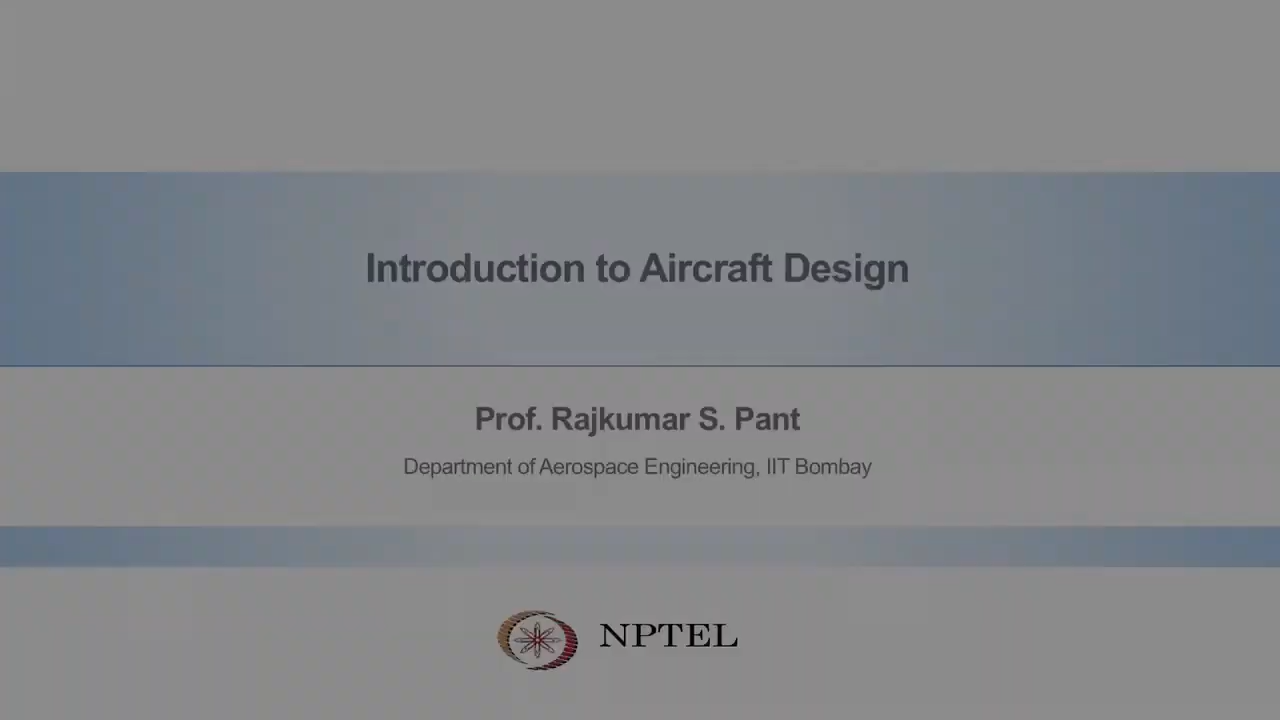 Introduction to Aircraft Design
Prof. Rajkumar S. Pant
Department of Aerospace Engineering, IIT Bombay
NPTEL